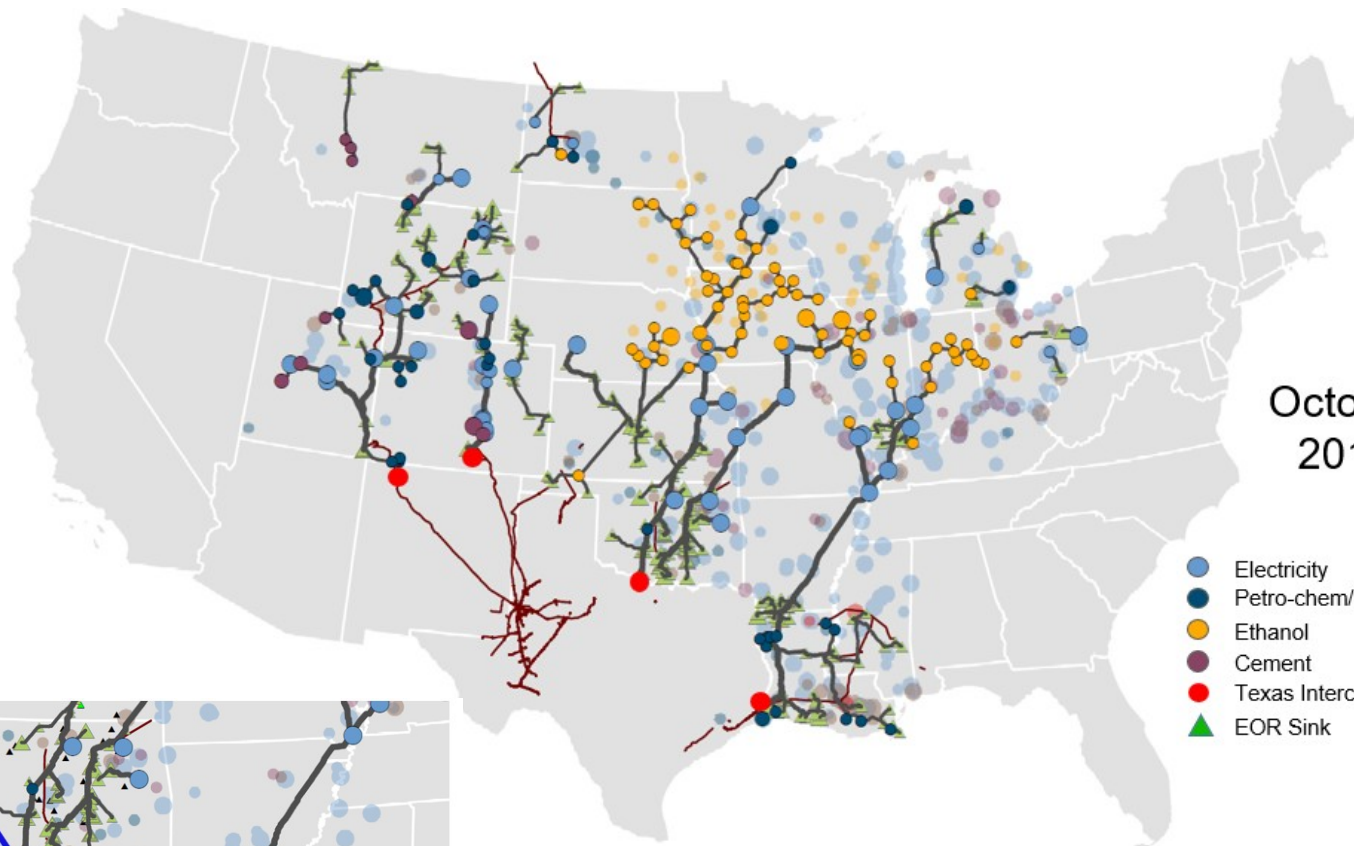 Octo
201
Electricity
Petro-chem/
Ethanol
Cement
Texas Interc
EOR Sink